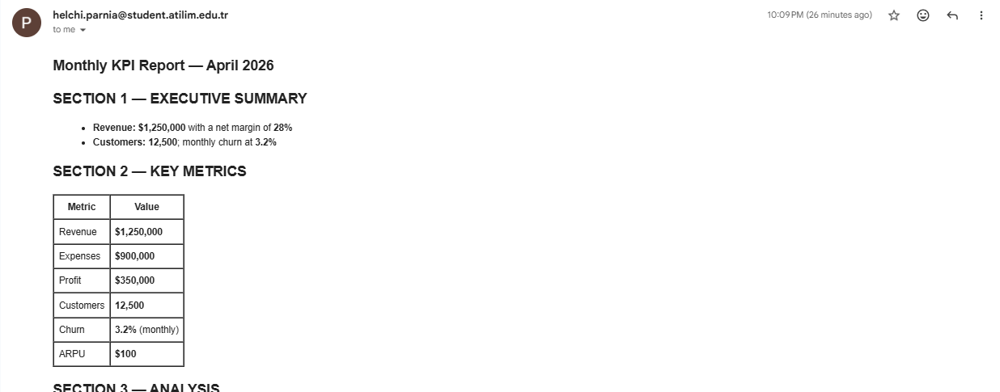 P
helchi.parnia@student.atilim.edu.tr
10:09 PM (26 minutes ago)
to me
Monthly KPI Report — April 2026
SECTION 1 — EXECUTIVE SUMMARY
• Revenue: $1,250,000 with a net margin of 28%
• Customers: 12,500; monthly churn at 3.2%
SECTION 2 — KEY METRICS
Metric Value
Revenue $1,250,000
Expenses $900,000
Profit $350,000
Customers 12,500
Churn 3.2% (monthly)
ARPU $100
SECTION 3 — ANALYSIS